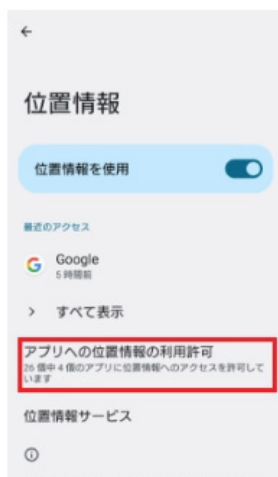 位置情報
位置情報を使用
最近のアクセス
Google
5 時間前
すべて表示
アプリへの位置情報の利用許可
26 個中 4 個のアプリに位置情報へのアクセスを許可して
います
位置情報サービス